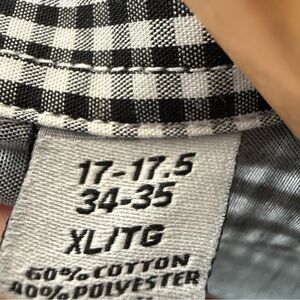 17-17.5
34-35
XL/TG
60% COTTON
40% POLYESTER